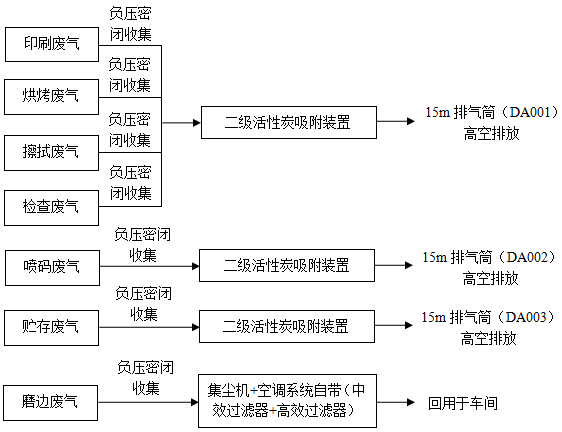 负压密
闭收集
印刷废气
负压密
闭收集
烘烤废气
负压密
闭收集
擦拭废气
负压密
闭收集
检查废气
二级活性炭吸附装置
15m 排气筒（DA001）
高空排放
喷码废气
负压密闭
收集
二级活性炭吸附装置
15m 排气筒（DA002）
高空排放
贮存废气
负压密闭
收集
二级活性炭吸附装置
15m 排气筒（DA003）
高空排放
磨边废气
负压密闭
收集
集尘机+空调系统自带（中
效过滤器+高效过滤器）
回用于车间